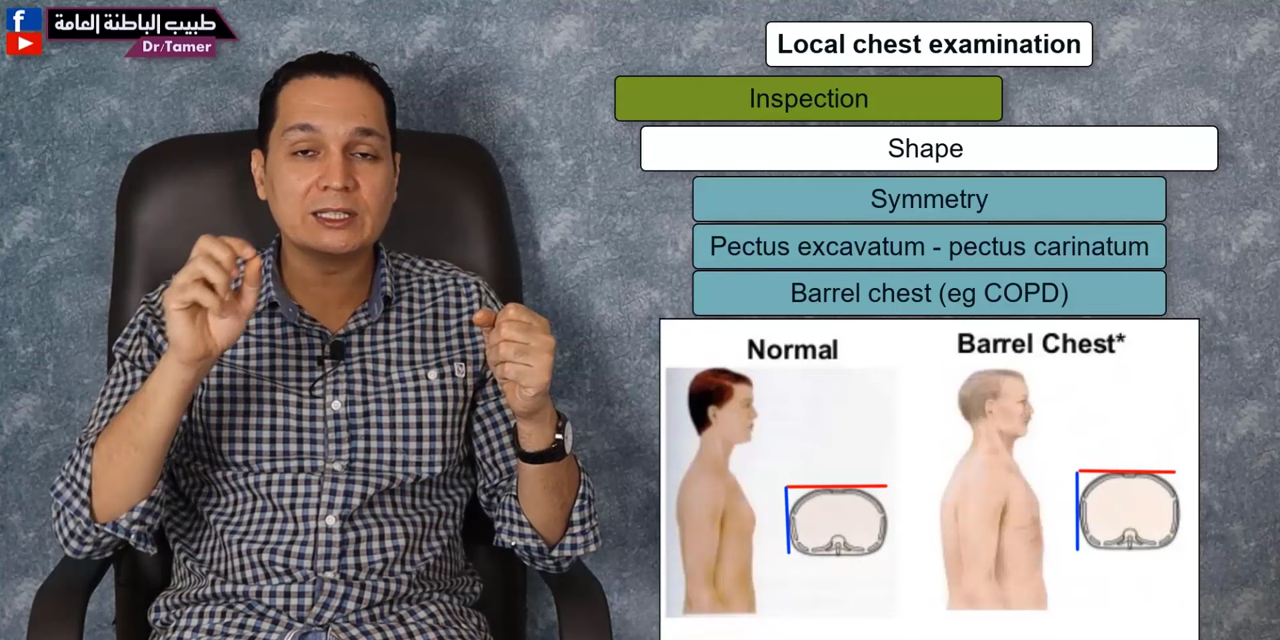 طبيب الباطنة العامة
Dr/Tamer
Local chest examination
Inspection
Shape
Symmetry
Pectus excavatum - pectus carinatum
Barrel chest (eg COPD)
Normal
Barrel Chest*